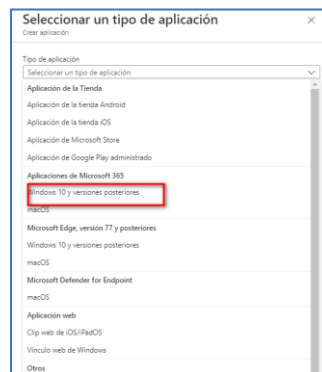 Seleccionar un tipo de aplicación
Crear aplicación
Tipo de aplicación
Seleccionar un tipo de aplicación
Aplicación de la Tienda
Aplicación de la tienda Android
Aplicación de la tienda iOS
Aplicación de Microsoft Store
Aplicación de Google Play administrado
Aplicaciones de Microsoft 365
Windows 10 y versiones posteriores
macOS
Microsoft Edge, versión 77 y posteriores
Windows 10 y versiones posteriores
macOS
Microsoft Defender for Endpoint
macOS
Aplicación web
Clip web de iOS/iPadOS
Vínculo web de Windows
Otros